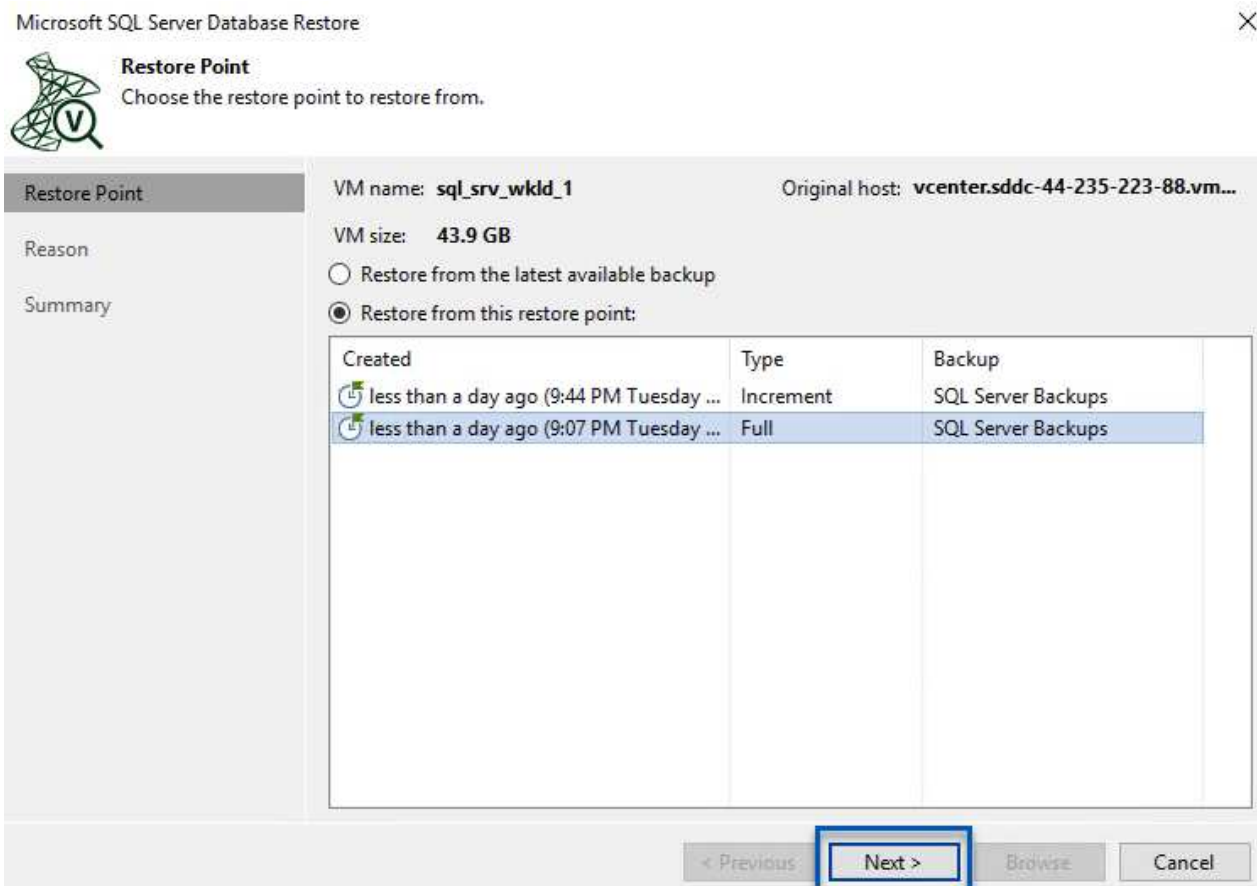 Microsoft SQL Server Database Restore
Restore Point
Choose the restore point to restore from.
V
Restore Point
Reason
Summary
VM name: sql_srv_wkld_1 Original host: vcenter.sddc-44-235-223-88.vm...
VM size: 43.9 GB
Restore from the latest available backup
Restore from this restore point:
Created Type Backup
less than a day ago (9:44 PM Tuesday ... Increment SQL Server Backups
less than a day ago (9:07 PM Tuesday ... Full SQL Server Backups
< Previous Next > Browse Cancel